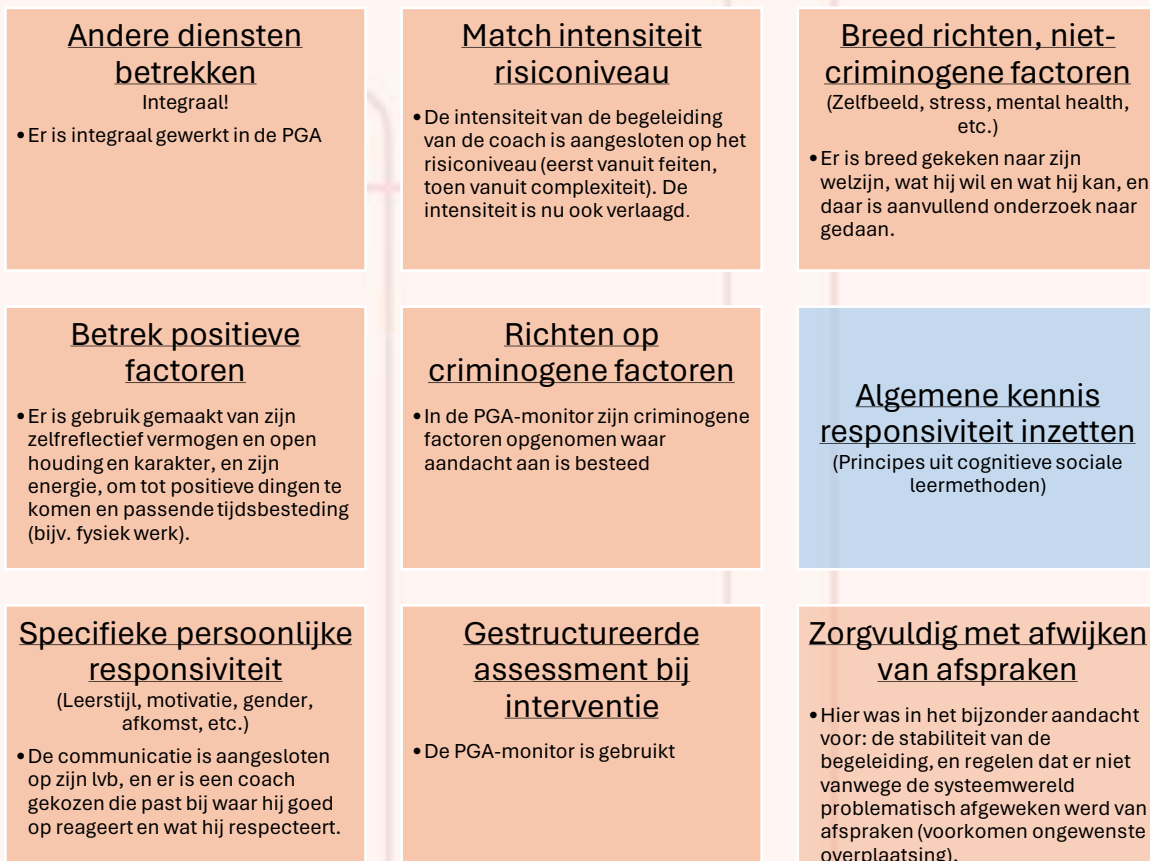 Andere diensten
betrekken
Integraal!
• Er is integraal gewerkt in de PGA
Match intensiteit
risiconiveau
• De intensiteit van de begeleiding
van de coach is aangesloten op het
risiconiveau (eerst vanuit feiten,
toen vanuit complexiteit). De
intensiteit is nu ook verlaagd.
Breed richten, niet-
criminogene factoren
(Zelfbeeld, stress, mental health,
etc.)
• Er is breed gekeken naar zijn
welzijn, wat hij wil en wat hij kan, en
daar is aanvullend onderzoek naar
gedaan.
Betrek positieve
factoren
• Er is gebruik gemaakt van zijn
zelfreflectief vermogen en open
houding en karakter, en zijn
energie, om tot positieve dingen te
komen en passende tijdsbesteding
(bijv. fysiek werk).
Richten op
criminogene factoren
• In de PGA-monitor zijn criminogene
factoren opgenomen waar
aandacht aan is besteed
Algemene kennis
responsiviteit inzetten
(Principes uit cognitieve sociale
leermethoden)
Specifieke persoonlijke
responsiviteit
(Leerstijl, motivatie, gender,
afkomst, etc.)
• De communicatie is aangesloten
op zijn lvb, en er is een coach
gekozen die past bij waar hij goed
op reageert en wat hij respecteert.
Gestructureerde
assessment bij
interventie
• De PGA-monitor is gebruikt
Zorgvuldig met afwijken
van afspraken
• Hier was in het bijzonder aandacht
voor: de stabiliteit van de
begeleiding, en regelen dat er niet
vanwege de systeemwereld
problematisch afgeweken werd van
afspraken (voorkomen ongewenste
overplaatsing).